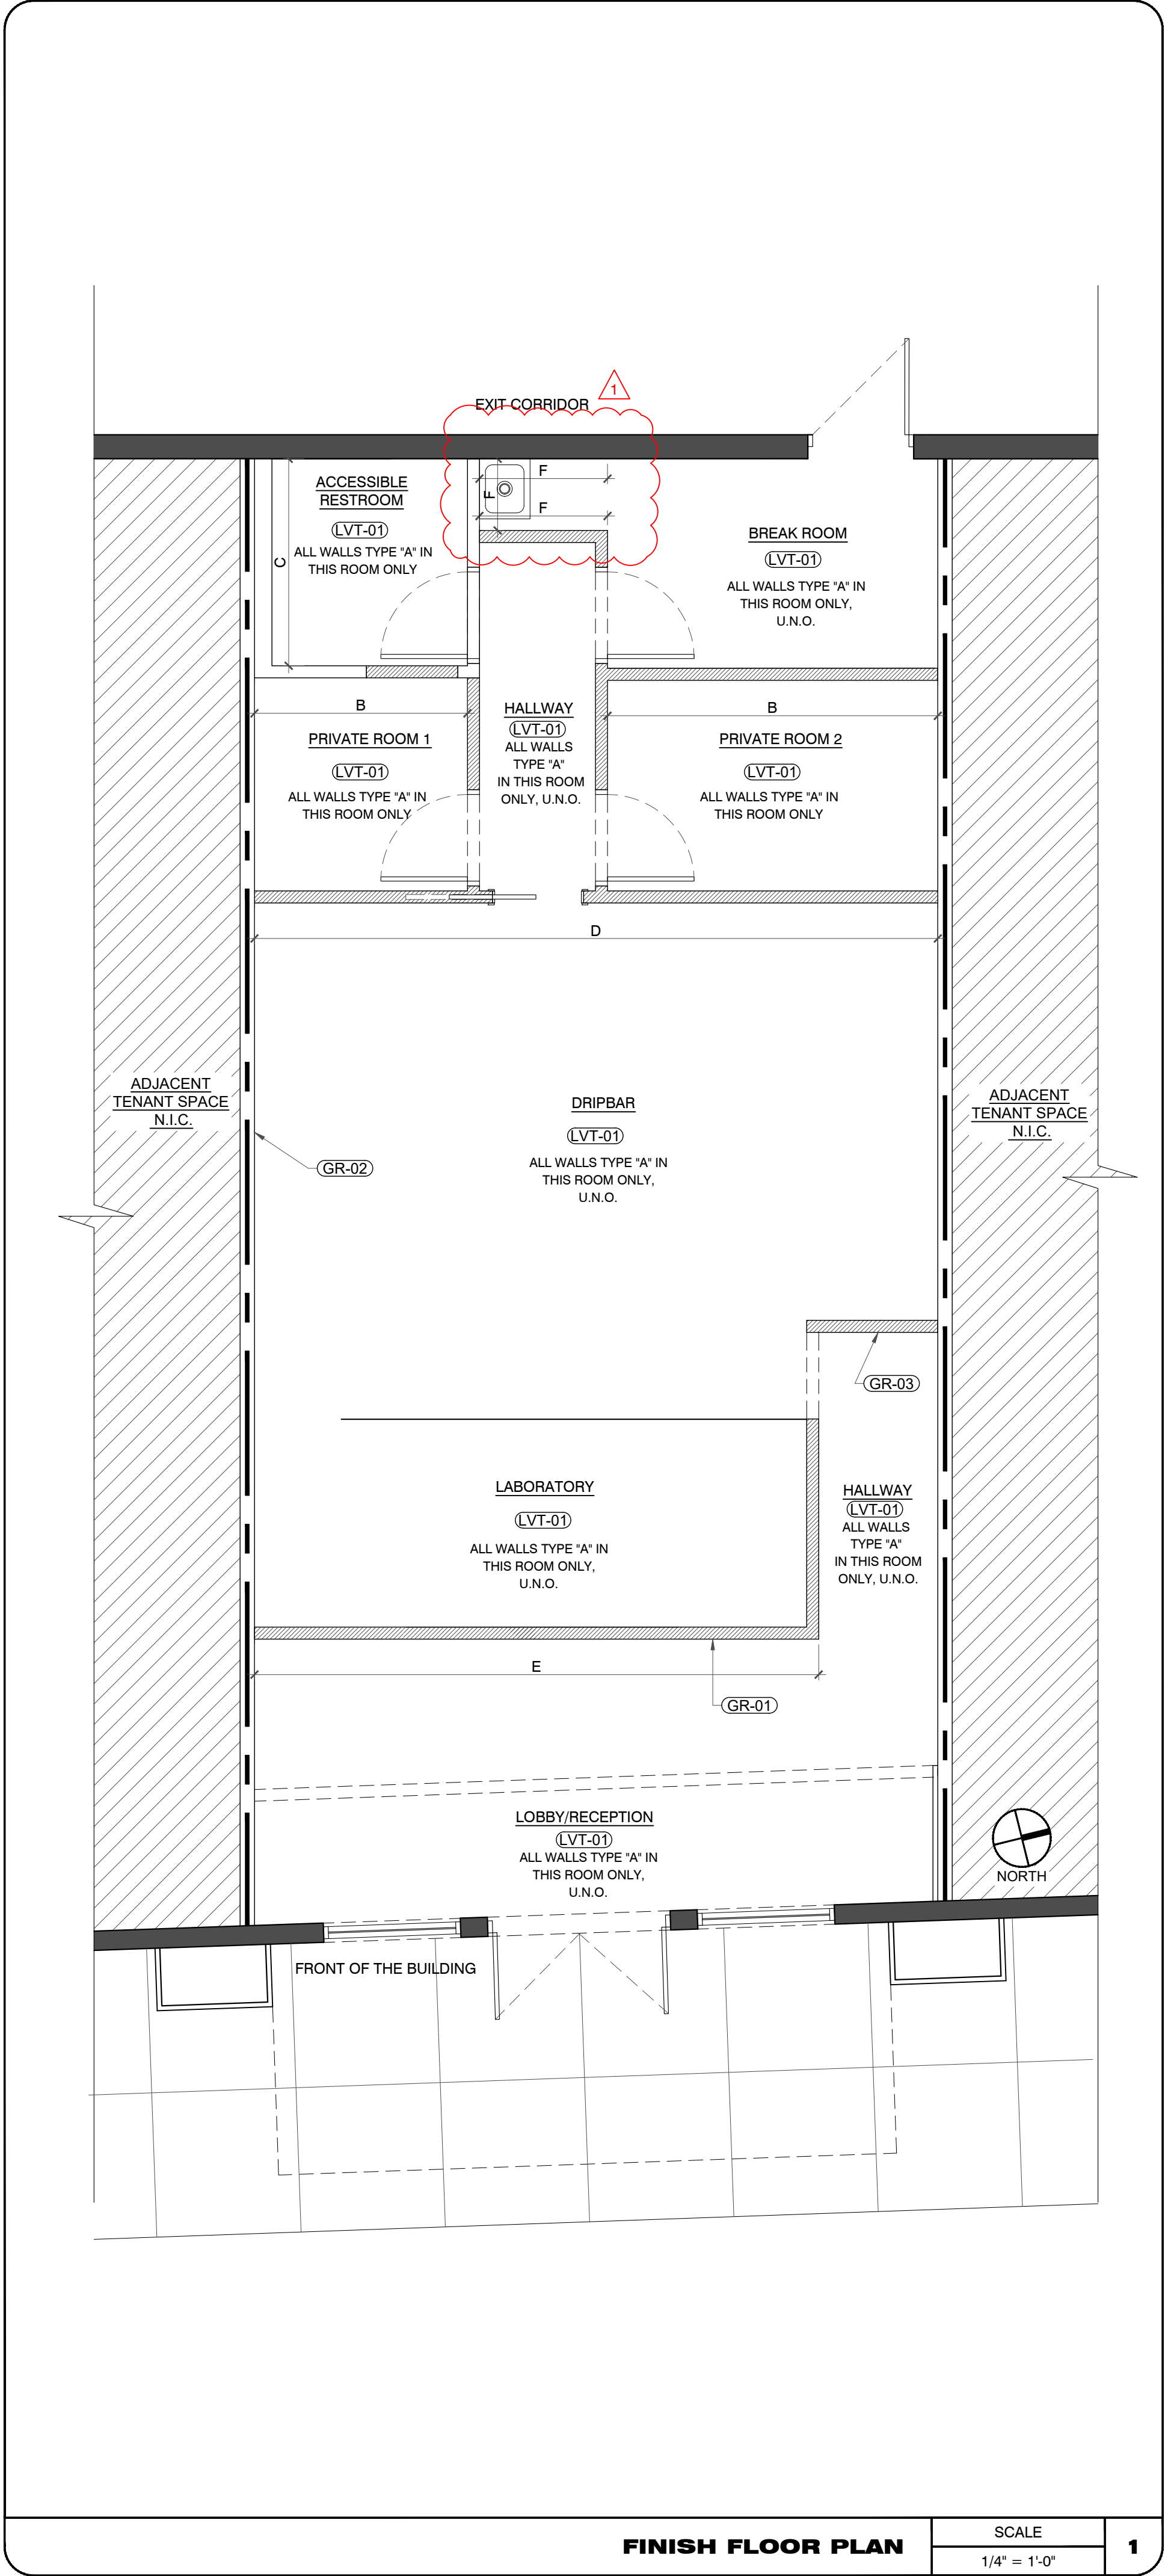 1
EXIT CORRIDOR
F
F
F
ACCESSIBLE
RESTROOM
LVT-01
ALL WALLS TYPE "A" IN
THIS ROOM ONLY
C
BREAK ROOM
LVT-01
ALL WALLS TYPE "A" IN
THIS ROOM ONLY,
U.N.O.
B
PRIVATE ROOM 1
LVT-01
ALL WALLS TYPE "A" IN
THIS ROOM ONLY
HALLWAY
LVT-01
ALL WALLS
TYPE "A"
IN THIS ROOM
ONLY, U.N.O.
B
PRIVATE ROOM 2
LVT-01
ALL WALLS TYPE "A" IN
THIS ROOM ONLY
D
ADJACENT
TENANT SPACE
N.I.C.
GR-02
DRIPBAR
LVT-01
ALL WALLS TYPE "A" IN
THIS ROOM ONLY,
U.N.O.
ADJACENT
TENANT SPACE
N.I.C.
GR-03
LABORATORY
LVT-01
ALL WALLS TYPE "A" IN
THIS ROOM ONLY,
U.N.O.
HALLWAY
LVT-01
ALL WALLS
TYPE "A"
IN THIS ROOM
ONLY, U.N.O.
E
GR-01
LOBBY/RECEPTION
LVT-01
ALL WALLS TYPE "A" IN
THIS ROOM ONLY,
U.N.O.
NORTH
FRONT OF THE BUILDING
FINISH FLOOR PLAN
SCALE
1/4" = 1'-0"
1